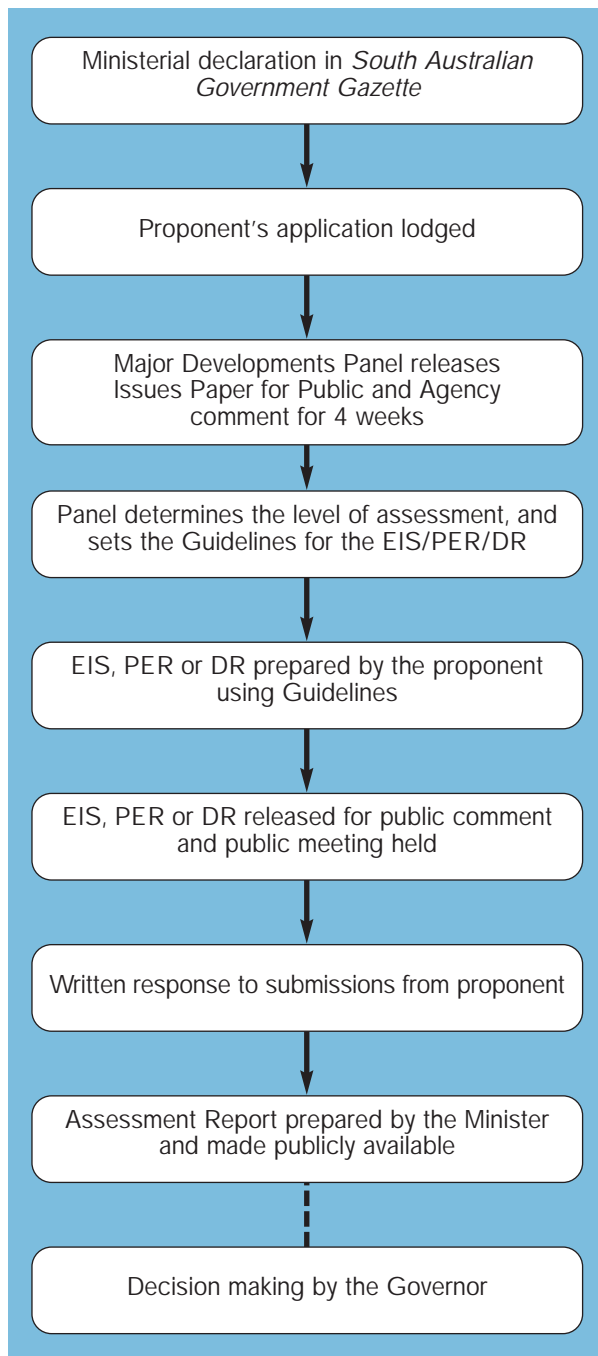 Ministerial declaration in South Australian
Government Gazette
Proponent's application lodged
Major Developments Panel releases
Issues Paper for Public and Agency
comment for 4 weeks
Panel determines the level of assessment, and
sets the Guidelines for the EIS/PER/DR
EIS, PER or DR prepared by the proponent
using Guidelines
EIS, PER or DR released for public comment
and public meeting held
Written response to submissions from proponent
Assessment Report prepared by the Minister
and made publicly available
Decision making by the Governor